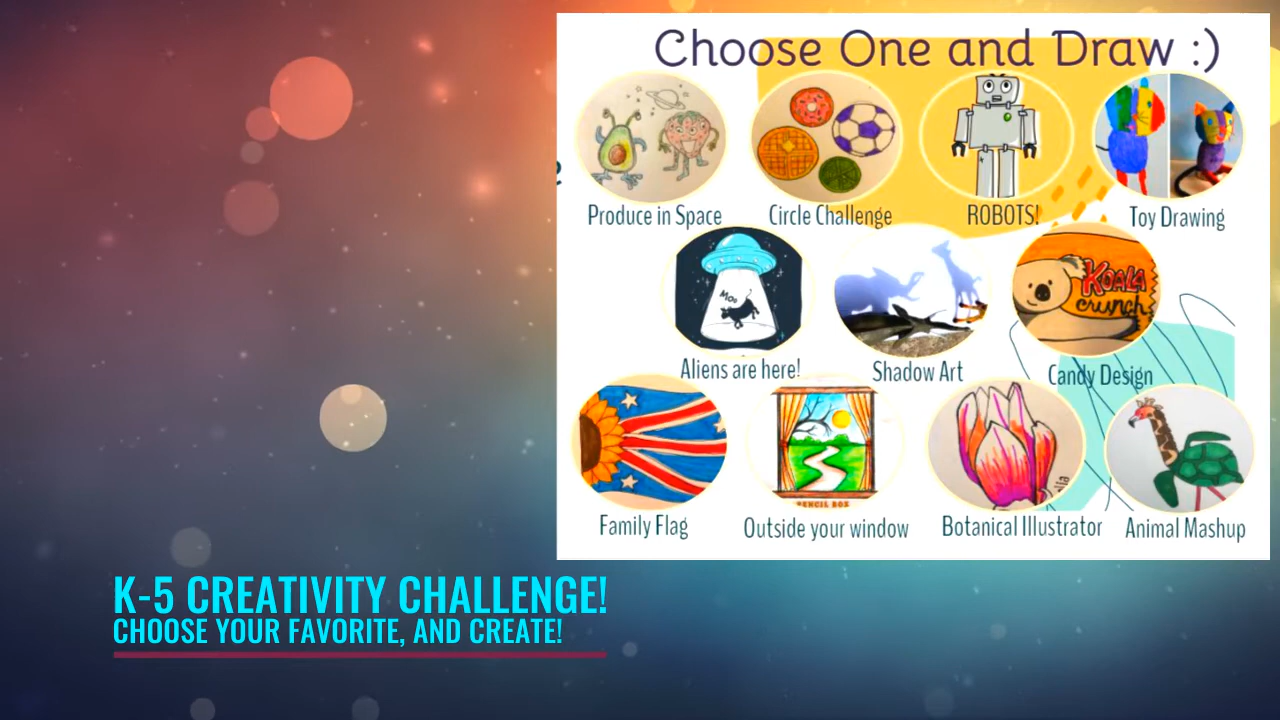 Choose One and Draw :)
Produce in Space
Circle Challenge
ROBOTS!
Toy Drawing
Moo
Aliens are here!
Shadow Art
KOALA
crunch
Candy Design
Family Flag
PENCIL BOX
Outside your window
Botanical Illustrator
Animal Mashup
K-5 CREATIVITY CHALLENGE!
CHOOSE YOUR FAVORITE, AND CREATE!